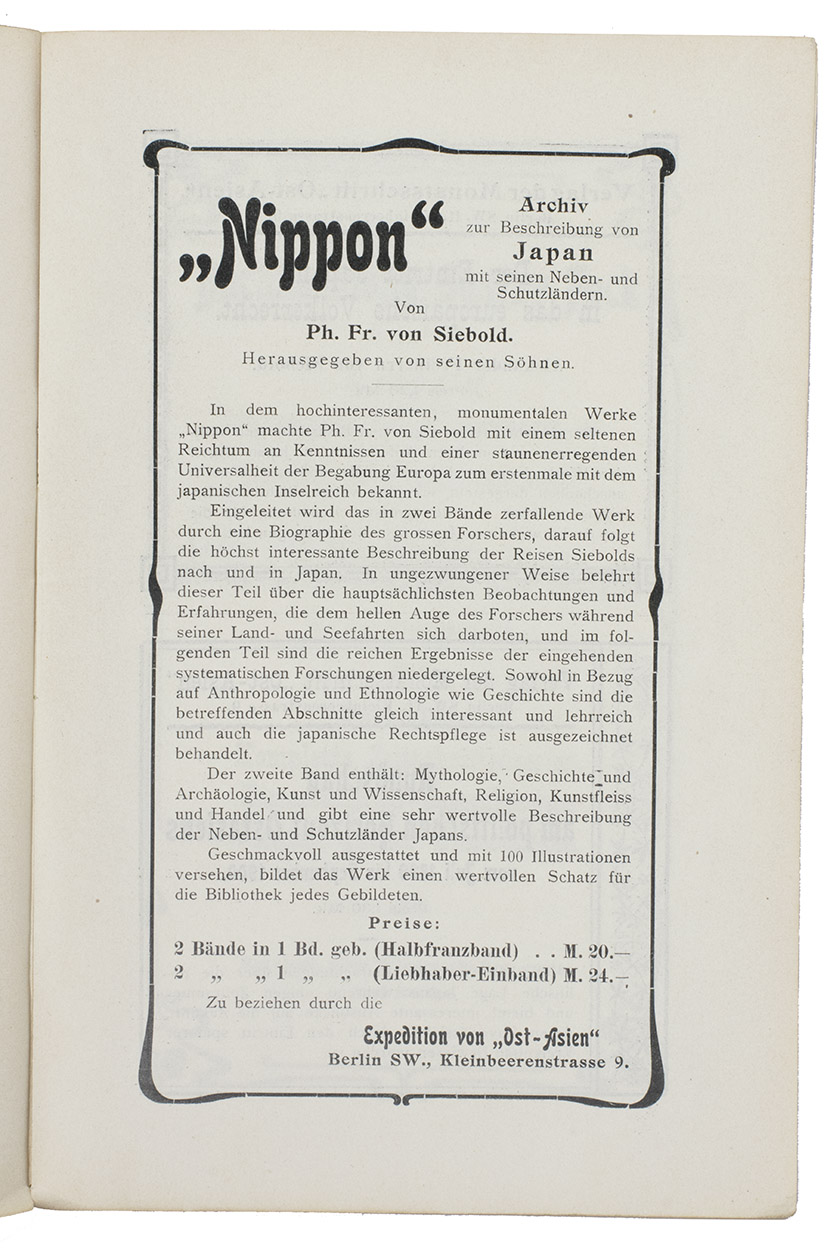 „Nippon“
Archiv
zur Beschreibung von
Japan
mit seinen Neben- und
Schutzländern.
Von
Ph. Fr. von Siebold.
Herausgegeben von seinen Söhnen.
In dem hochinteressanten, monumentalen Werke
„Nippon“ machte Ph. Fr. von Siebold mit einem seltenen
Reichtum an Kenntnissen und einer staunenerregenden
Universalheit der Begabung Europa zum erstenmale mit dem
japanischen Inselreich bekannt.
Eingeleitet wird das in zwei Bände zerfallende Werk
durch eine Biographie des grossen Forschers, darauf folgt
die höchst interessante Beschreibung der Reisen Siebolds
nach und in Japan. In ungezwungener Weise belehrt
dieser Teil über die hauptsächlichsten Beobachtungen und
Erfahrungen, die dem hellen Auge des Forschers während
seiner Land- und Seefahrten sich darboten, und im fol-
genden Teil sind die reichen Ergebnisse der eingehenden
systematischen Forschungen niedergelegt. Sowohl in Bezug
auf Anthropologie und Ethnologie wie Geschichte sind die
betreffenden Abschnitte gleich interessant und lehrreich
und auch die japanische Rechtspflege ist ausgezeichnet
behandelt.
Der zweite Band enthält: Mythologie, Geschichte und
Archäologie, Kunst und Wissenschaft, Religion, Kunstfleiss
und Handel und gibt eine sehr wertvolle Beschreibung
der Neben- und Schutzländer Japans.
Geschmackvoll ausgestattet und mit 100 Illustrationen
versehen, bildet das Werk einen wertvollen Schatz für
die Bibliothek jedes Gebildeten.
Preise:
2 Bände in 1 Bd. geb. (Halbfranzband) . . M. 20.—
2 „ „ 1 „ „ (Liebhaber-Einband) M. 24.—
Zu beziehen durch die
Expedition von „Ost-Asien“
Berlin SW., Kleinbeerenstrasse 9.